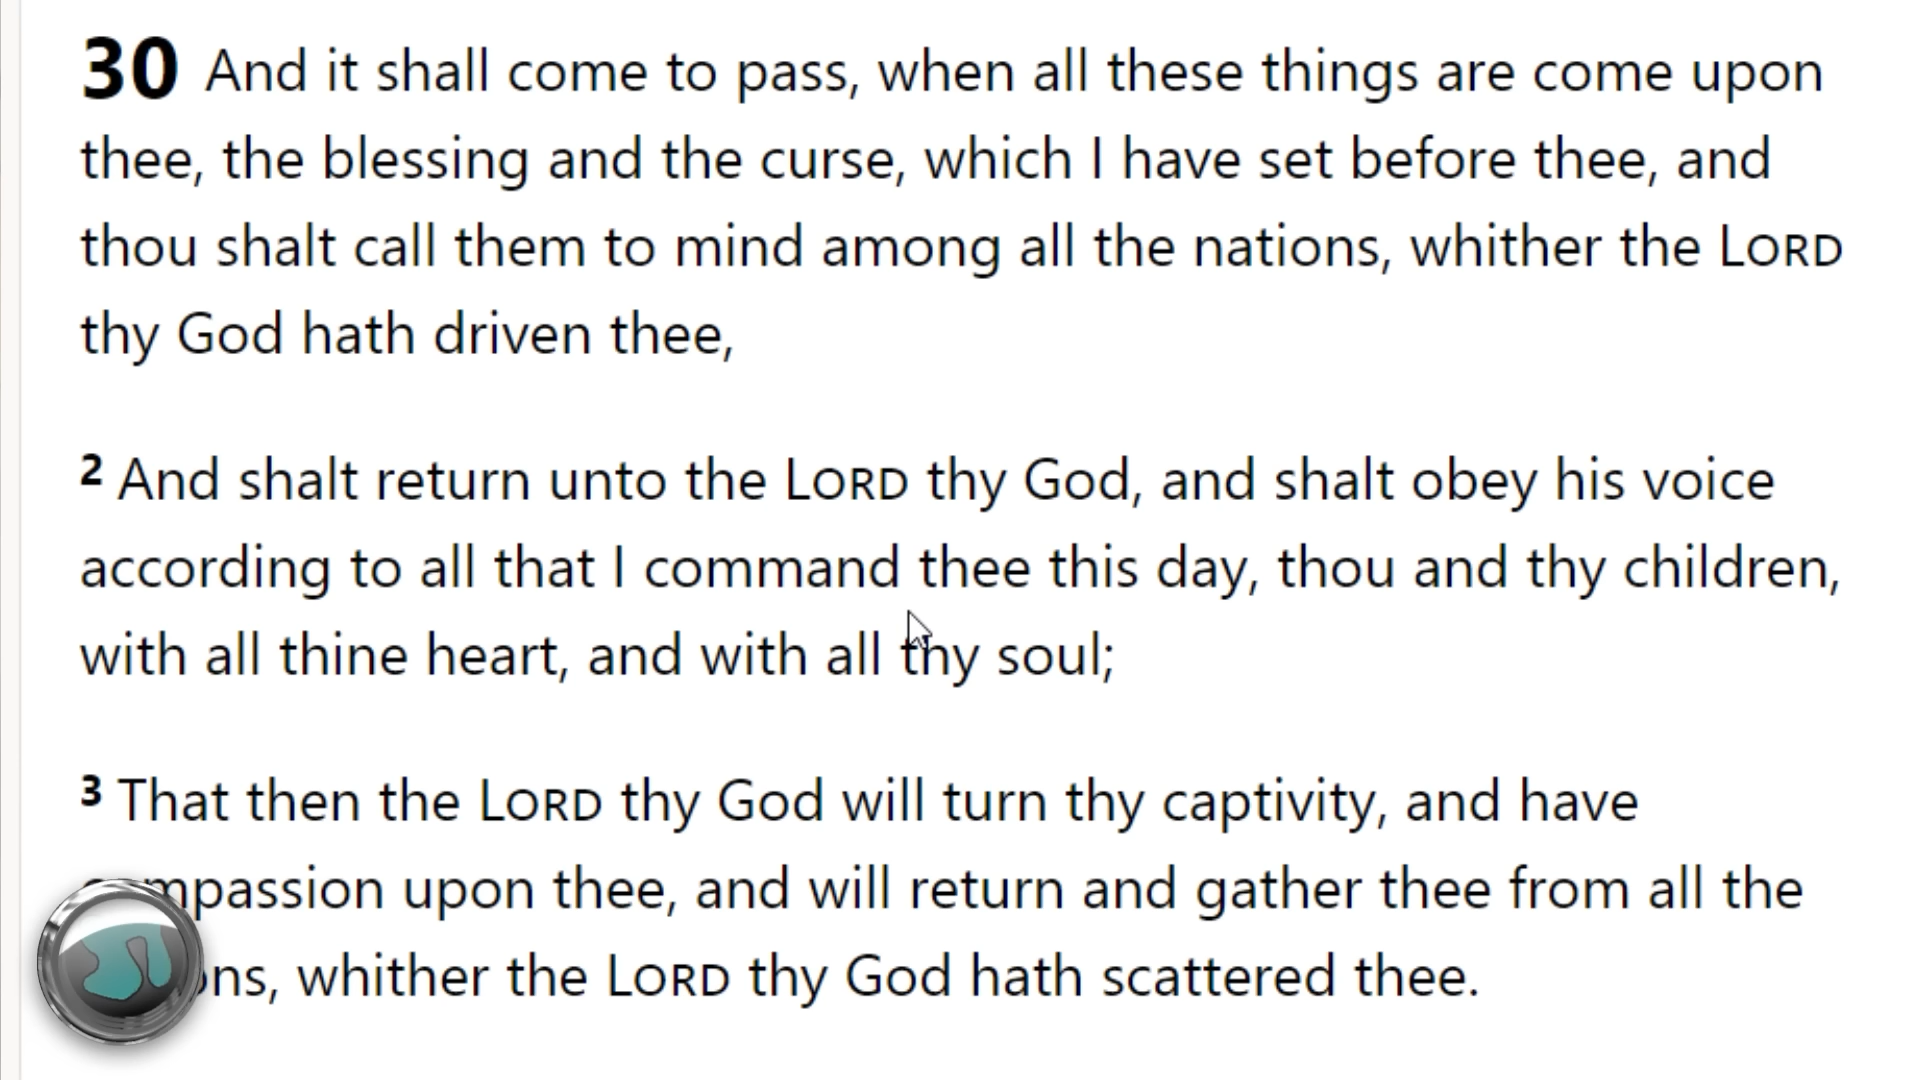 30 And it shall come to pass, when all these things are come upon
thee, the blessing and the curse, which I have set before thee, and
thou shalt call them to mind among all the nations, whither the LORD
thy God hath driven thee,
2 And shalt return unto the LORD thy God, and shalt obey his voice
according to all that I command thee this day, thou and thy children,
with all thine heart, and with all thy soul;
3 That then the LORD thy God will turn thy captivity, and have
upon thee, and will return and gather thee from all the
whither the LORD thy God hath scattered thee.